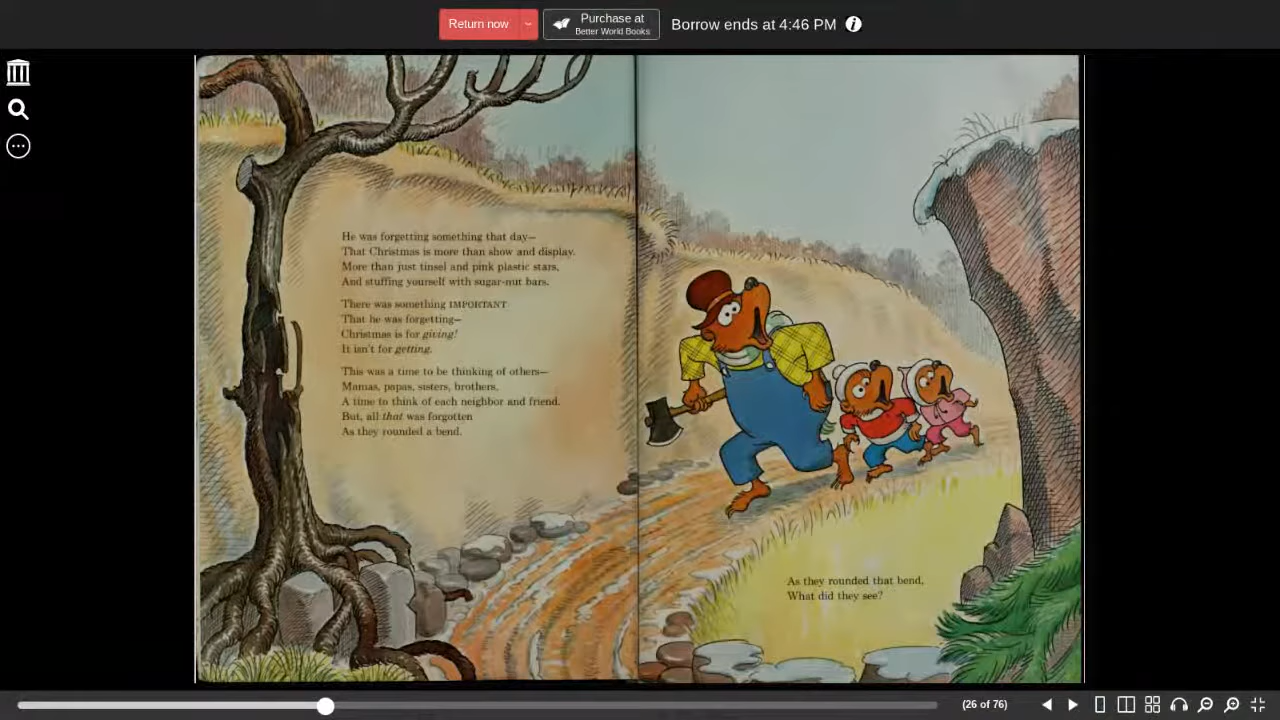 Return now
Purchase at
Better World Books
Borrow ends at 4:46 PM
He was forgetting something that day—
That Christmas is more than show and display.
More than just tinsel and pink plastic stars,
And stuffing yourself with sugar-nut bars.
There was something IMPORTANT
That he was forgetting—
Christmas is for giving!
It isn't for getting.
This was a time to be thinking of others—
Mamas, papas, sisters, brothers.
A time to think of each neighbor and friend.
But, all that was forgotten
As they rounded a bend.
As they rounded that bend,
What did they see?
(26 of 76)